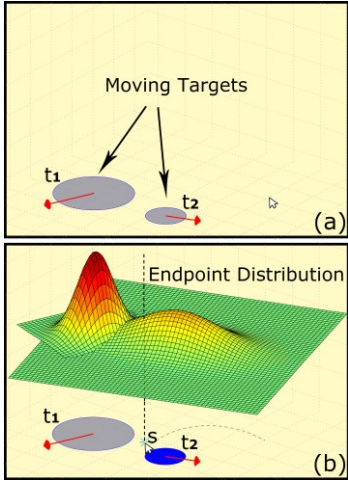 Moving Targets
t1
t2
(a)
Endpoint Distribution
t1
s
t2
(b)